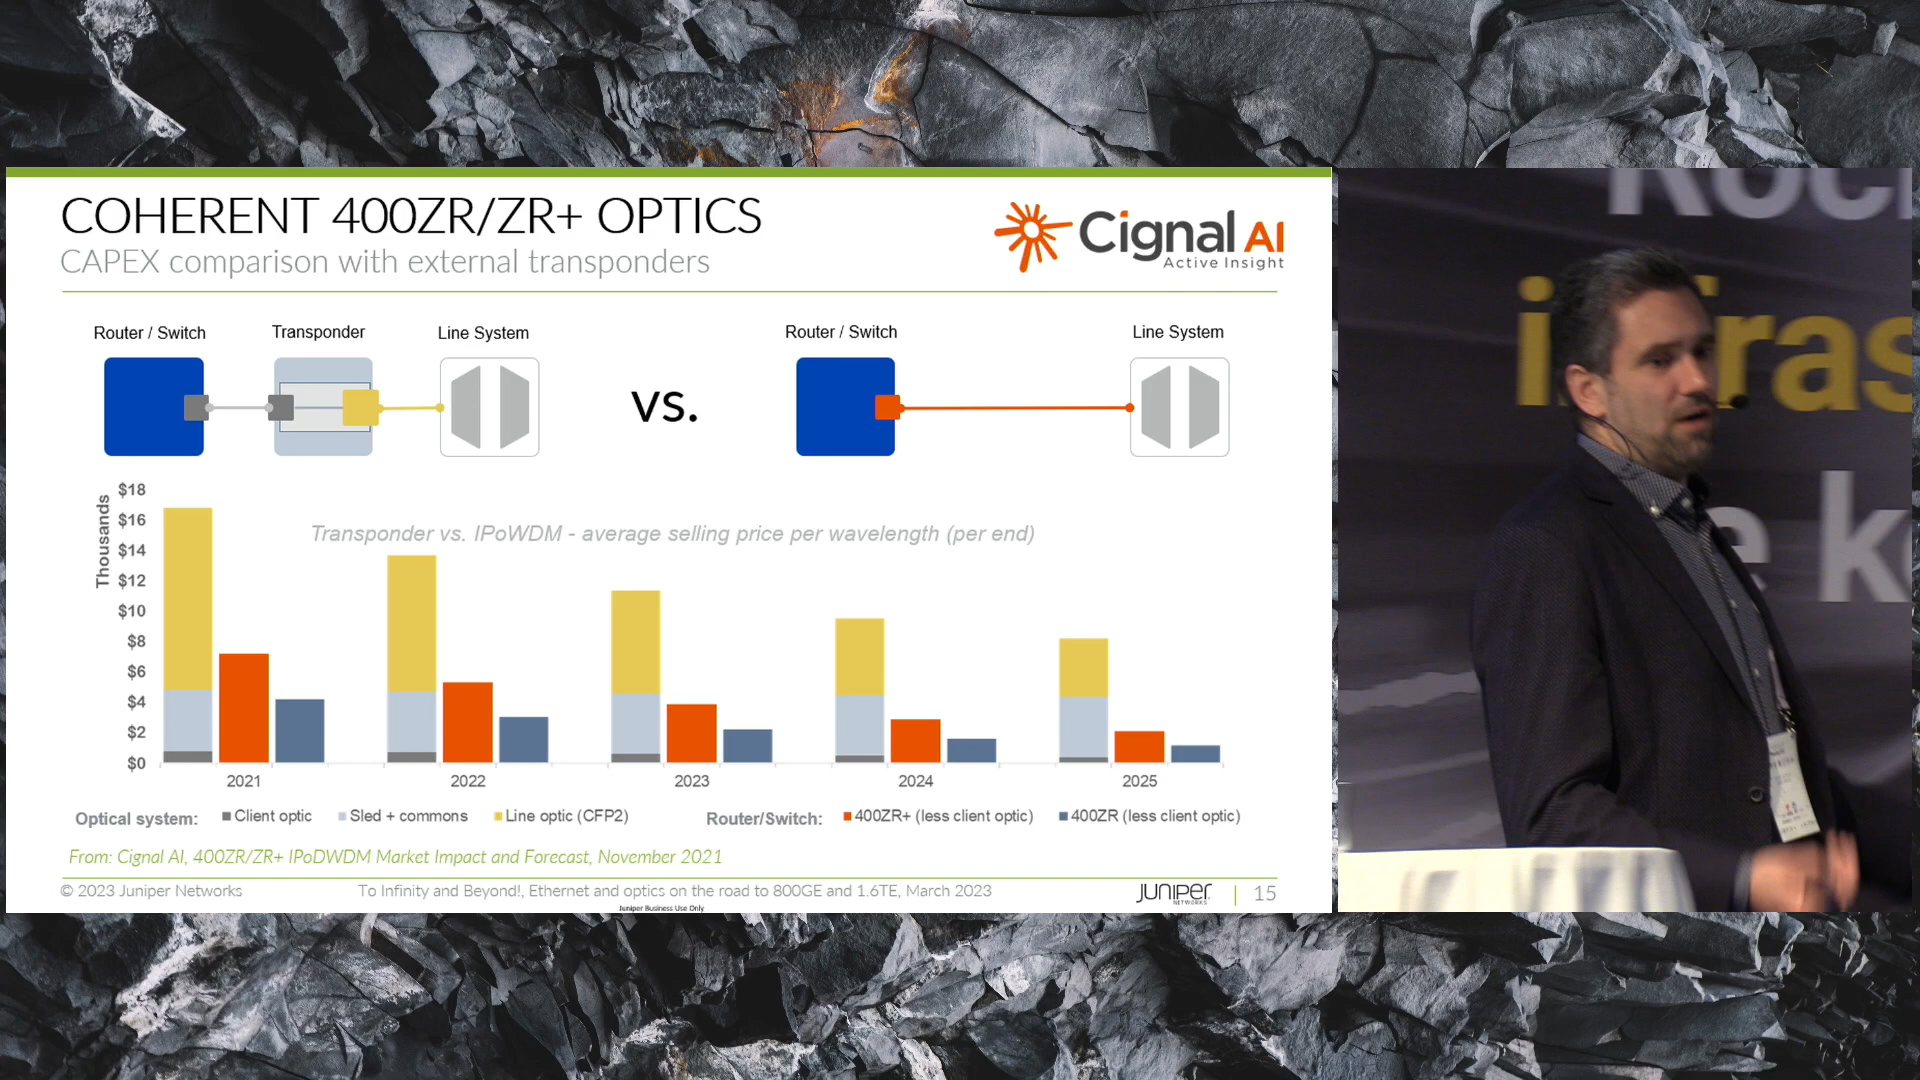 COHERENT 400ZR/ZR+ OPTICS
CAPEX comparison with external transponders
Cignal AI
Active Insight
Router / Switch
Transponder
Line System
vs.
Router / Switch
Line System
Thousands
$18
$16
$14
$12
$10
$8
$6
$4
$2
$0
Transponder vs. IPoWDM - average selling price per wavelength (per end)
2021
2022
2023
2024
2025
Optical system:
Client optic
Sled + commons
Line optic (CFP2)
Router/Switch:
400ZR+ (less client optic)
400ZR (less client optic)
From: Cignal AI, 400ZR/ZR+ IPoDWDM Market Impact and Forecast, November 2021
© 2023 Juniper Networks
To Infinity and Beyond!, Ethernet and optics on the road to 800GE and 1.6TE, March 2023
Juniper Business Use Only
JUNIPER
NETWORKS
15